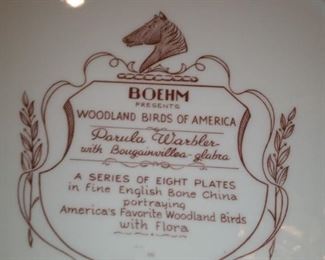 BOEHM
PRESENTS
WOODLAND BIRDS OF AMERICA
Parula Warbler
with Bougainvillea-glabra
A SERIES OF EIGHT PLATES
in Fine English Bone China
portraying
America's Favorite Woodland Birds
with Flora